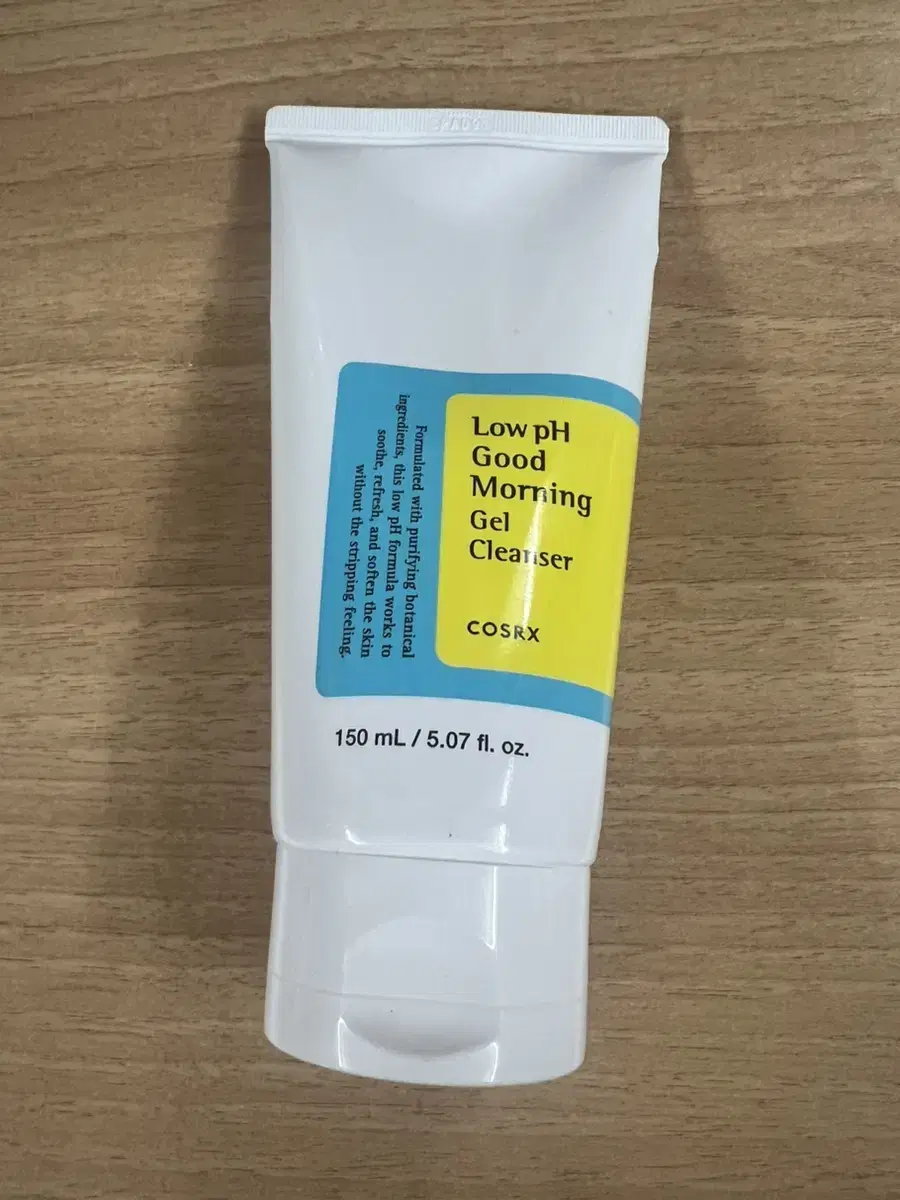 Low pH
Good
Morning
Gel
Cleanser
COSRX
Formulated with purifying botanical
ingredients, this low pH formula works to
soothe, refresh, and soften the skin
without the stripping feeling.
150 mL / 5.07 fl. oz.